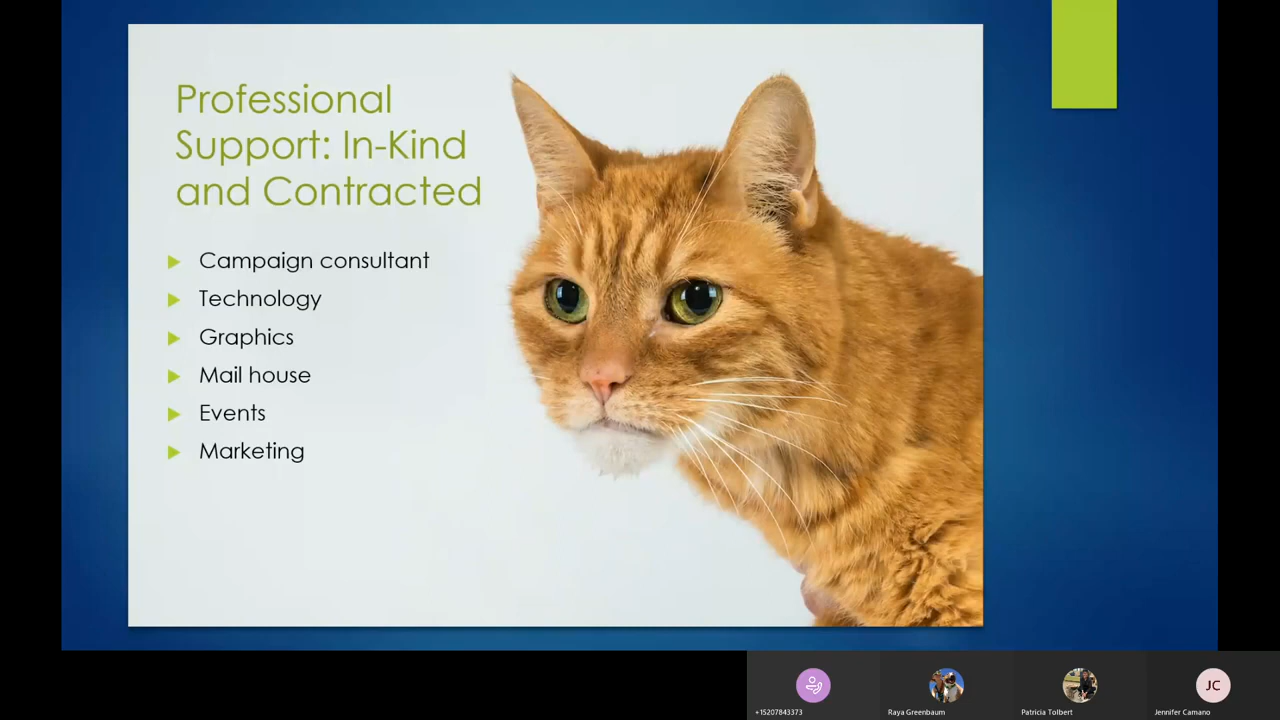 Professional
Support: In-Kind
and Contracted
Campaign consultant
Technology
Graphics
Mail house
Events
Marketing
JC
+15207843373
Raya Greenbaum
Patricia Tolbert
Jennifer Camano